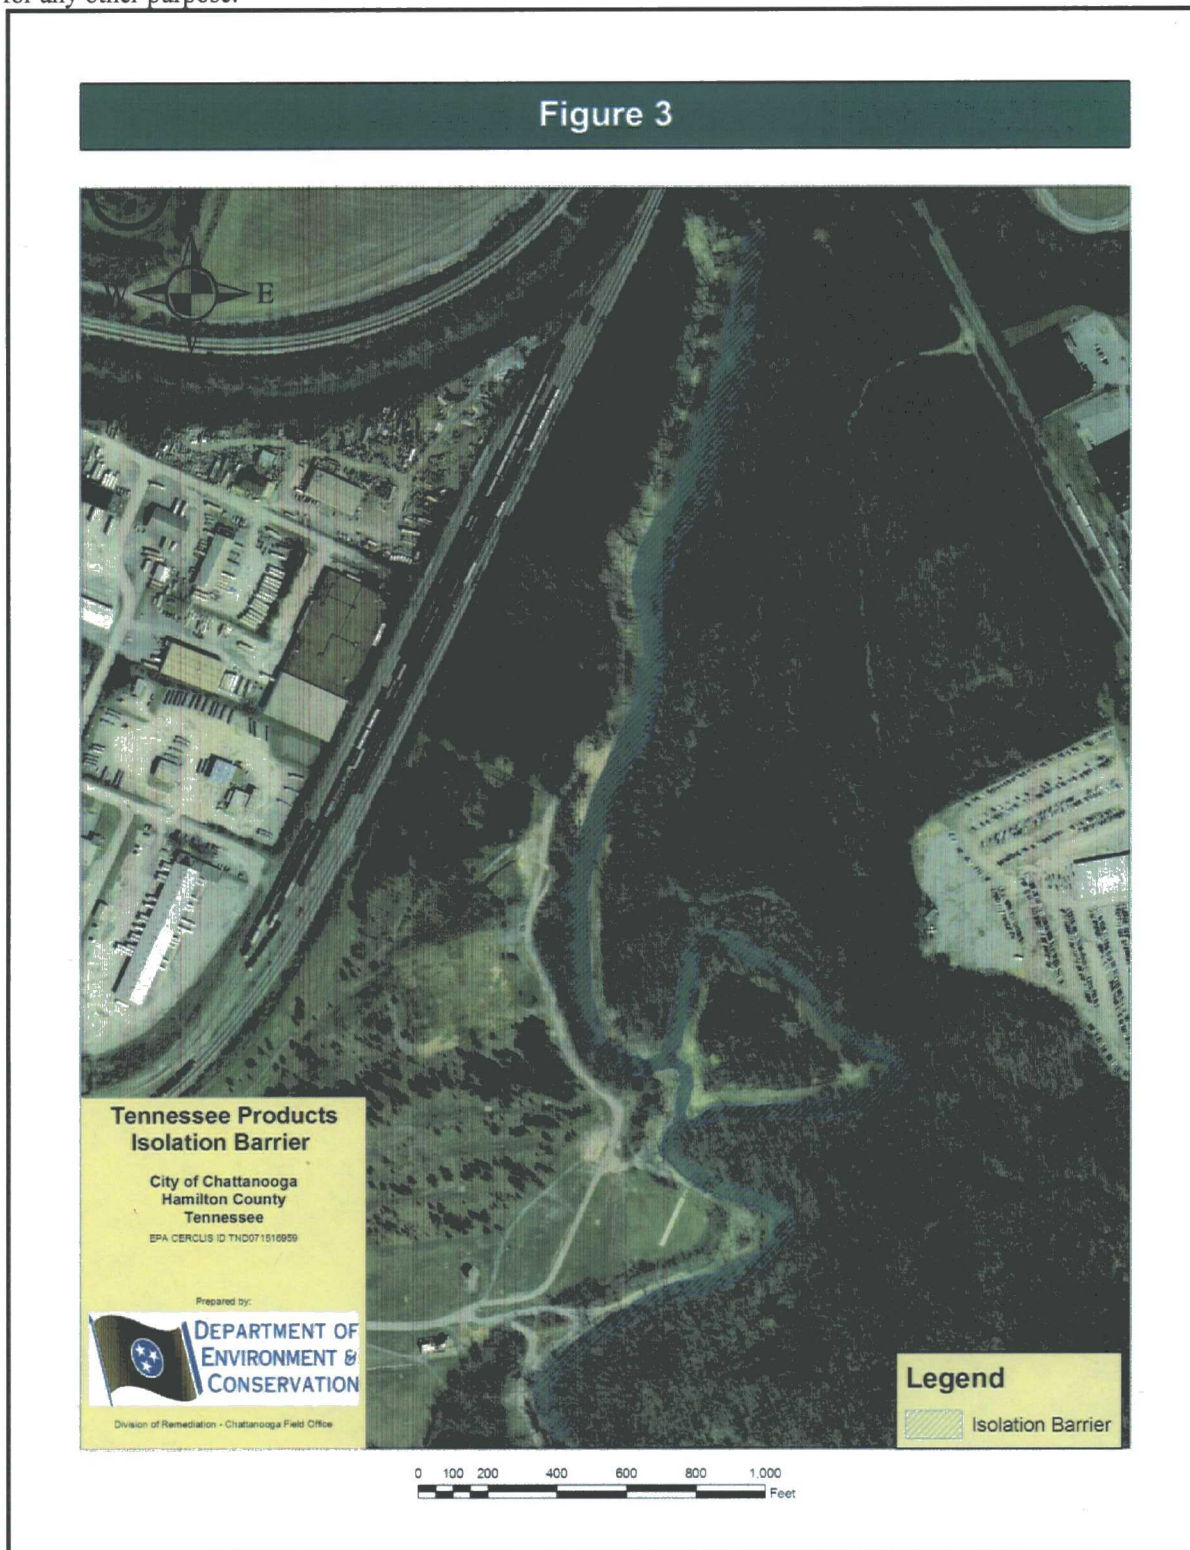 for any other purpose.
Figure 3
W E
Tennessee Products
Isolation Barrier
City of Chattanooga
Hamilton County
Tennessee
EPA CERCLIS ID TND071516959
Prepared by:
DEPARTMENT OF
ENVIRONMENT &
CONSERVATION
Division of Remediation - Chattanooga Field Office
Legend
Isolation Barrier
0 100 200 400 600 800 1,000
Feet